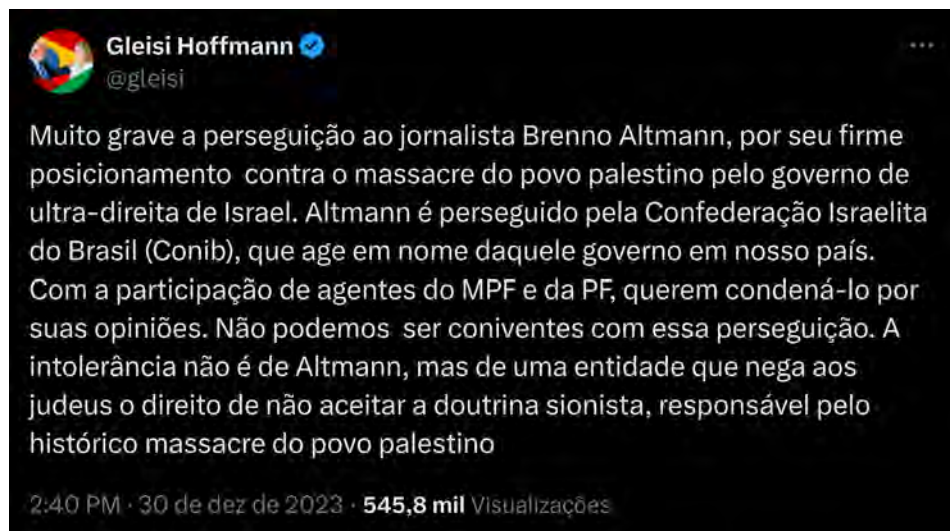 Gleisi Hoffmann
@gleisi
Muito grave a perseguição ao jornalista Brenno Altmann, por seu firme
posicionamento  contra o massacre do povo palestino pelo governo de
ultra-direita de Israel. Altmann é perseguido pela Confederação Israelita
do Brasil (Conib), que age em nome daquele governo em nosso país.
Com a participação de agentes do MPF e da PF, querem condená-lo por
suas opiniões. Não podemos  ser coniventes com essa perseguição. A
intolerância não é de Altmann, mas de uma entidade que nega aos
judeus o direito de não aceitar a doutrina sionista, responsável pelo
histórico massacre do povo palestino
2:40 PM · 30 de dez de 2023 · 545,8 mil Visualizações